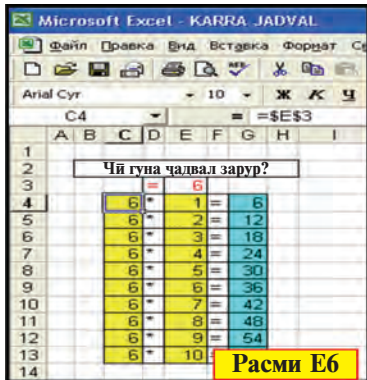 Microsoft Excel - KARRA JADVAL
Файл Правка Вид Вставка Формат
Arial Cyr 10 Ж К Ч
C4 = =$E$3
A B C D E F G H I
1
2 Чӣ гуна ҷадвал зарур?
3 = 6
4 6 * 1 = 6
5 6 * 2 = 12
6 6 * 3 = 18
7 6 * 4 = 24
8 6 * 5 = 30
9 6 * 6 = 36
10 6 * 7 = 42
11 6 * 8 = 48
12 6 * 9 = 54
13 6 * 10
14
Расми Е6